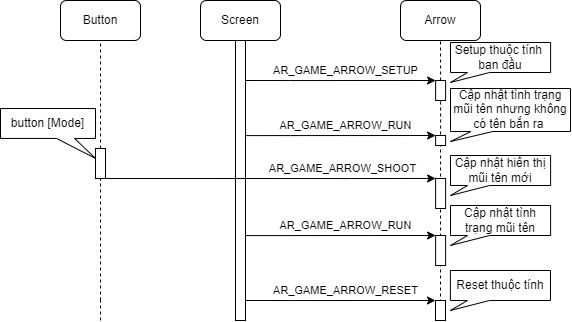 Button
Screen
Arrow
AR_GAME_ARROW_SETUP
Setup thuộc tính
ban đầu
AR_GAME_ARROW_RUN
Cập nhật tình trạng
mũi tên nhưng không
có tên bắn ra
button [Mode]
AR_GAME_ARROW_SHOOT
Cập nhật hiển thị
mũi tên mới
AR_GAME_ARROW_RUN
Cập nhật tình
trạng mũi tên
AR_GAME_ARROW_RESET
Reset thuộc tính